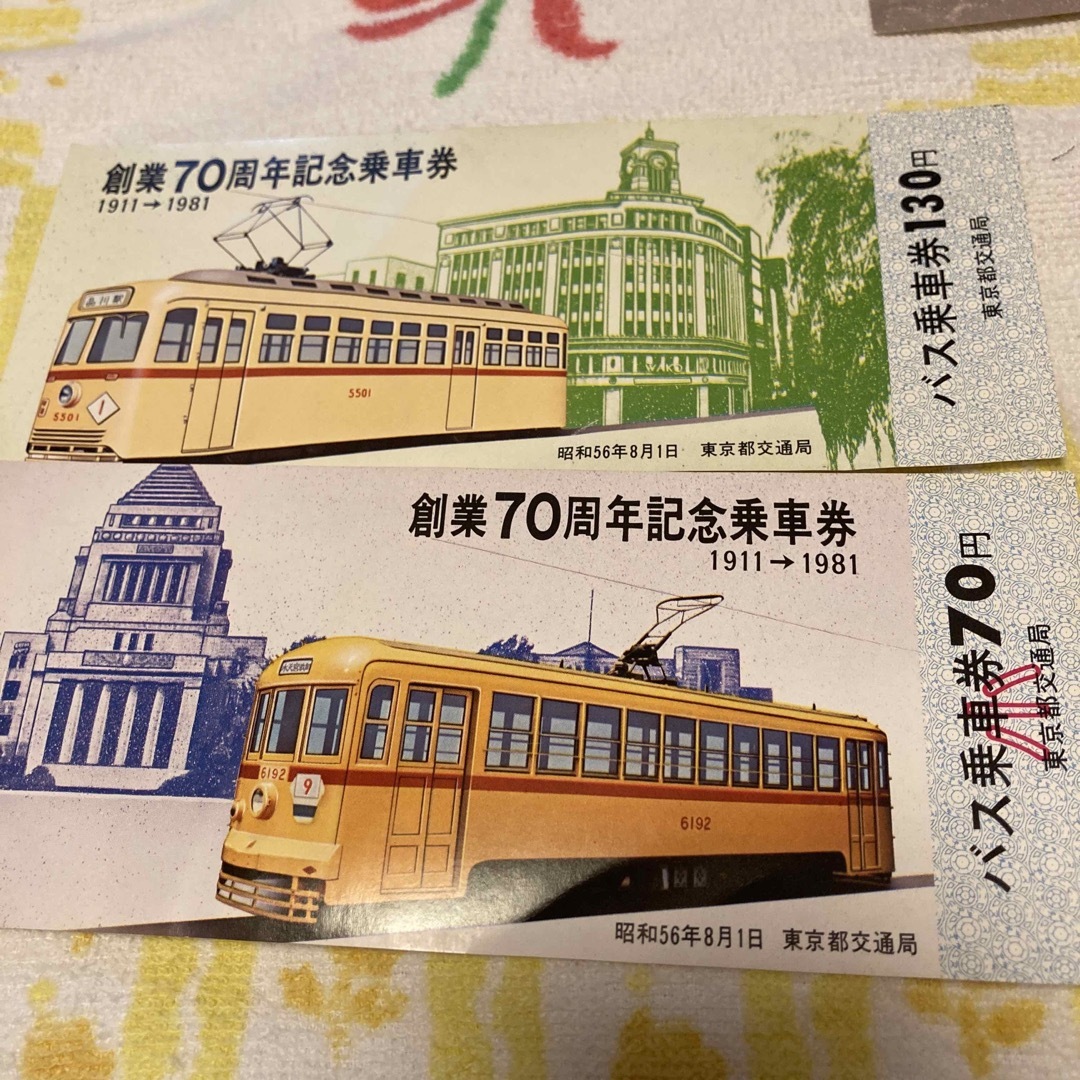 創業70周年記念乗車券
1911→1981
品川駅
5501
1
5501
WAKO
昭和56年8月1日 東京都交通局
バス乗車券130円
東京都交通局
創業70周年記念乗車券
1911→1981
6192
9
6192
昭和56年8月1日 東京都交通局
バス乗車券70円
小
東京都交通局